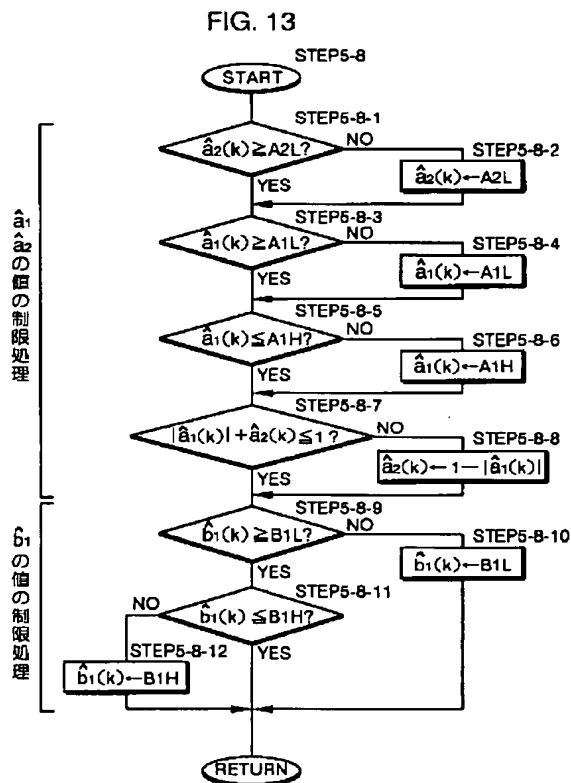 FIG. 13
STEP5-8
START
STEP5-8-1
â₂(k)≧A2L?
NO
YES
STEP5-8-2
â₂(k)←A2L
STEP5-8-3
â₁(k)≧A1L?
NO
YES
STEP5-8-4
â₁(k)←A1L
STEP5-8-5
â₁(k)≦A1H?
NO
YES
STEP5-8-6
â₁(k)←A1H
STEP5-8-7
|â₁(k)|+â₂(k)≦1?
NO
YES
STEP5-8-8
â₂(k)←1−|â₁(k)|
â₁ â₂の値の制限処理
STEP5-8-9
b̂₁(k)≧B1L?
NO
YES
STEP5-8-10
b̂₁(k)←B1L
STEP5-8-11
b̂₁(k)≦B1H?
NO
YES
STEP5-8-12
b̂₁(k)←B1H
b̂₁の値の制限処理
RETURN